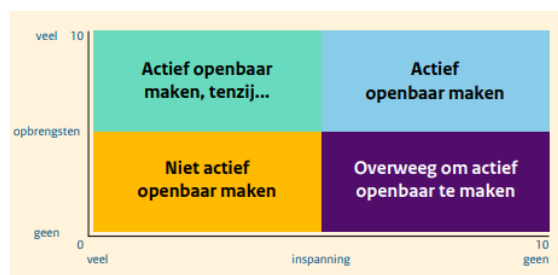 veel 10
Actief openbaar
maken, tenzij...
Actief
openbaar maken
opbrengsten
Niet actief
openbaar maken
Overweeg om actief
openbaar te maken
geen
0
10
veel
inspanning
geen